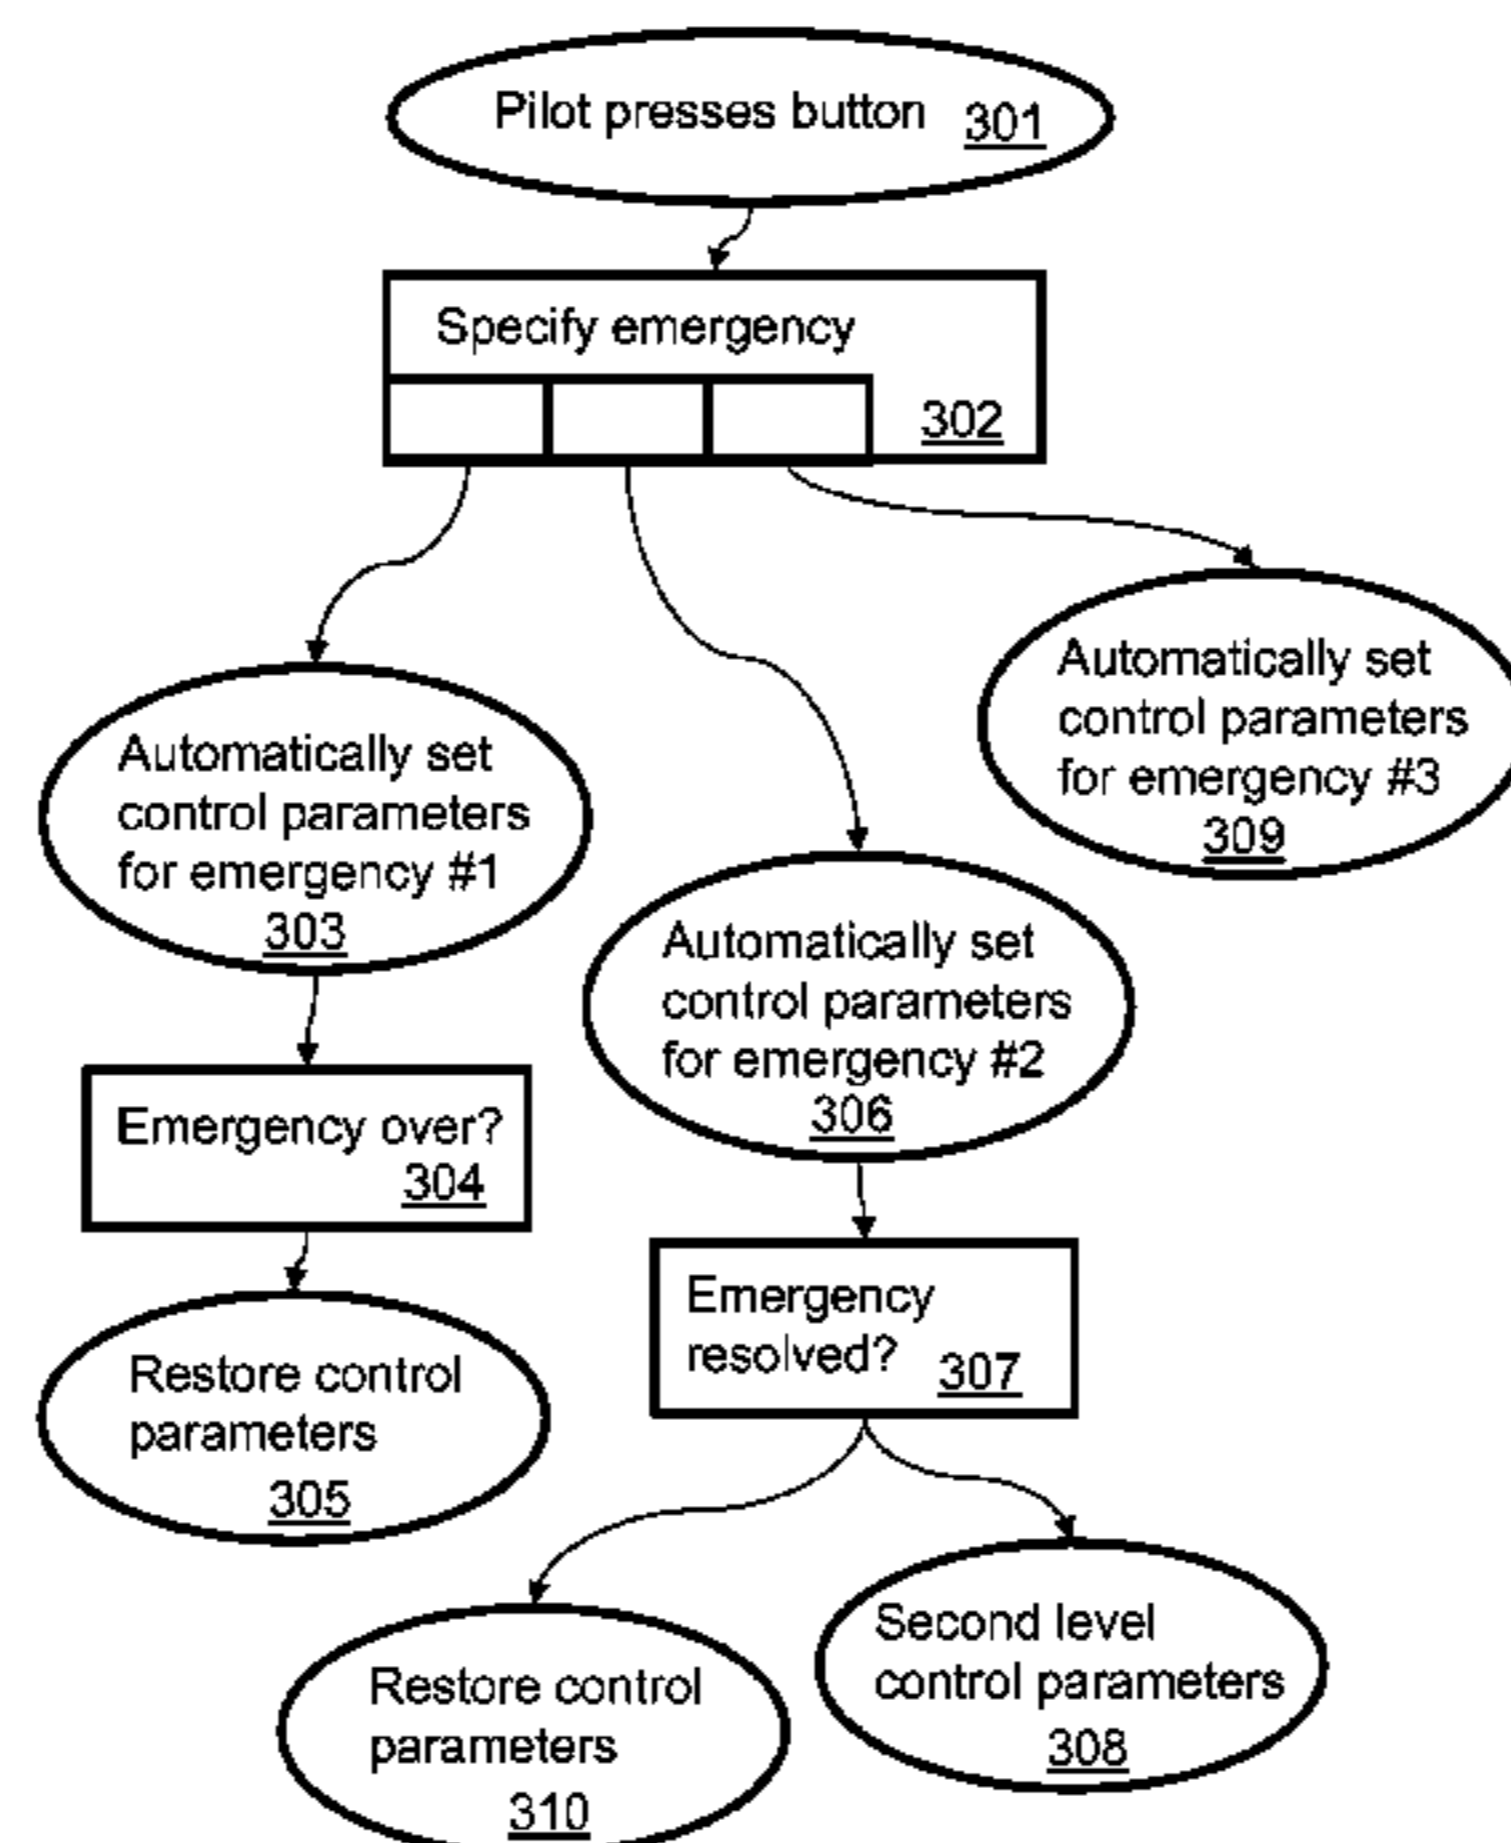 Pilot presses button 301
Specify emergency
302
Automatically set
control parameters
for emergency #3
309
Automatically set
control parameters
for emergency #1
303
Automatically set
control parameters
for emergency #2
306
Emergency over?
304
Emergency
resolved?
307
Restore control
parameters
305
Second level
control parameters
308
Restore control
parameters
310